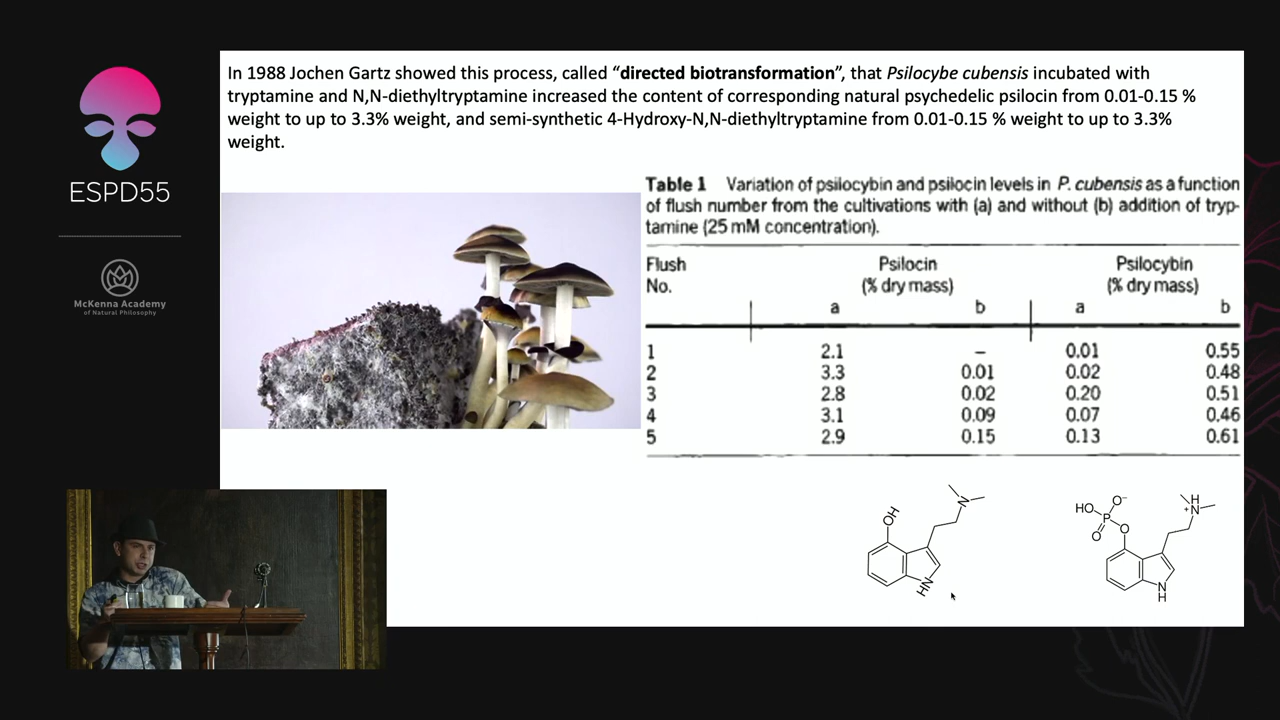 In 1988 Jochen Gartz showed this process, called “directed biotransformation”, that Psilocybe cubensis incubated with
tryptamine and N,N-diethyltryptamine increased the content of corresponding natural psychedelic psilocin from 0.01-0.15 %
weight to up to 3.3% weight, and semi-synthetic 4-Hydroxy-N,N-diethyltryptamine from 0.01-0.15 % weight to up to 3.3%
weight.
ESPD55
McKenna Academy
of Natural Philosophy
Table 1 Variation of psilocybin and psilocin levels in P. cubensis as a function
of flush number from the cultivations with (a) and without (b) addition of tryp-
tamine (25 mM concentration).
Flush Psilocin Psilocybin
No. (% dry mass) (% dry mass)
a b a b
1 2.1 – 0.01 0.55
2 3.3 0.01 0.02 0.48
3 2.8 0.02 0.20 0.51
4 3.1 0.09 0.07 0.46
5 2.9 0.15 0.13 0.61
OH N NH
HO P O O⁻ O H N+ N H